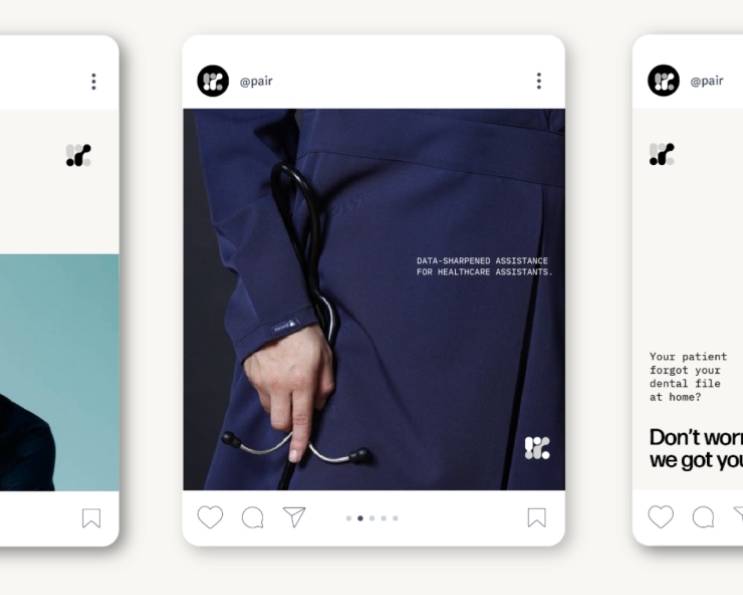 @pair
DATA-SHARPENED ASSISTANCE
FOR HEALTHCARE ASSISTANTS.
@pair
Your patient
forgot your
dental file
at home?
Don't worr
we got you